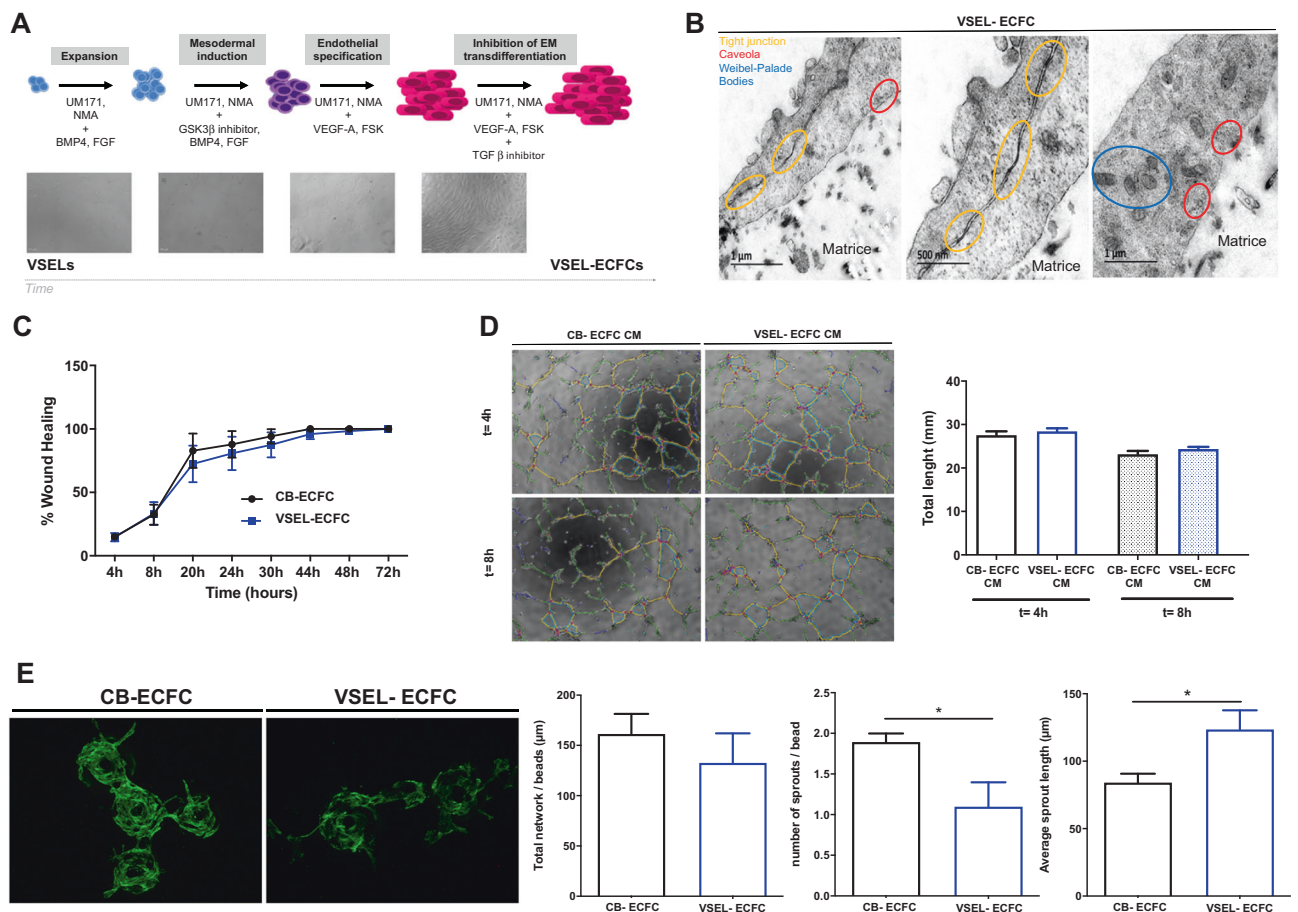 A
Expansion
Mesodermal
induction
Endothelial
specification
Inhibition of EM
transdifferentiation
UM171,
NMA
+
BMP4, FGF
UM171, NMA
+
GSK3β inhibitor,
BMP4, FGF
UM171, NMA
+
VEGF-A, FSK
UM171, NMA
+
VEGF-A, FSK
+
TGF β inhibitor
VSELs
VSEL-ECFCs
Time
B
VSEL- ECFC
Tight junction
Caveola
Weibel-Palade
Bodies
1 µm
Matrice
500 nm
Matrice
1 µm
Matrice
C
% Wound Healing
150
100
50
0
4h 8h 20h 24h 30h 44h 48h 72h
Time (hours)
CB-ECFC
VSEL-ECFC
D
CB- ECFC CM
VSEL- ECFC CM
t= 4h
t= 8h
Total lenght (mm)
40
30
20
10
0
CB- ECFC
CM
VSEL- ECFC
CM
CB- ECFC
CM
VSEL- ECFC
CM
t= 4h
t= 8h
E
CB-ECFC
VSEL- ECFC
Total network / beads (µm)
200
150
100
50
0
CB- ECFC
VSEL- ECFC
number of sprouts / bead
2.5
2.0
1.5
1.0
0.5
0.0
*
CB- ECFC
VSEL- ECFC
Average sprout length (µm)
150
100
50
0
*
CB- ECFC
VSEL- ECFC